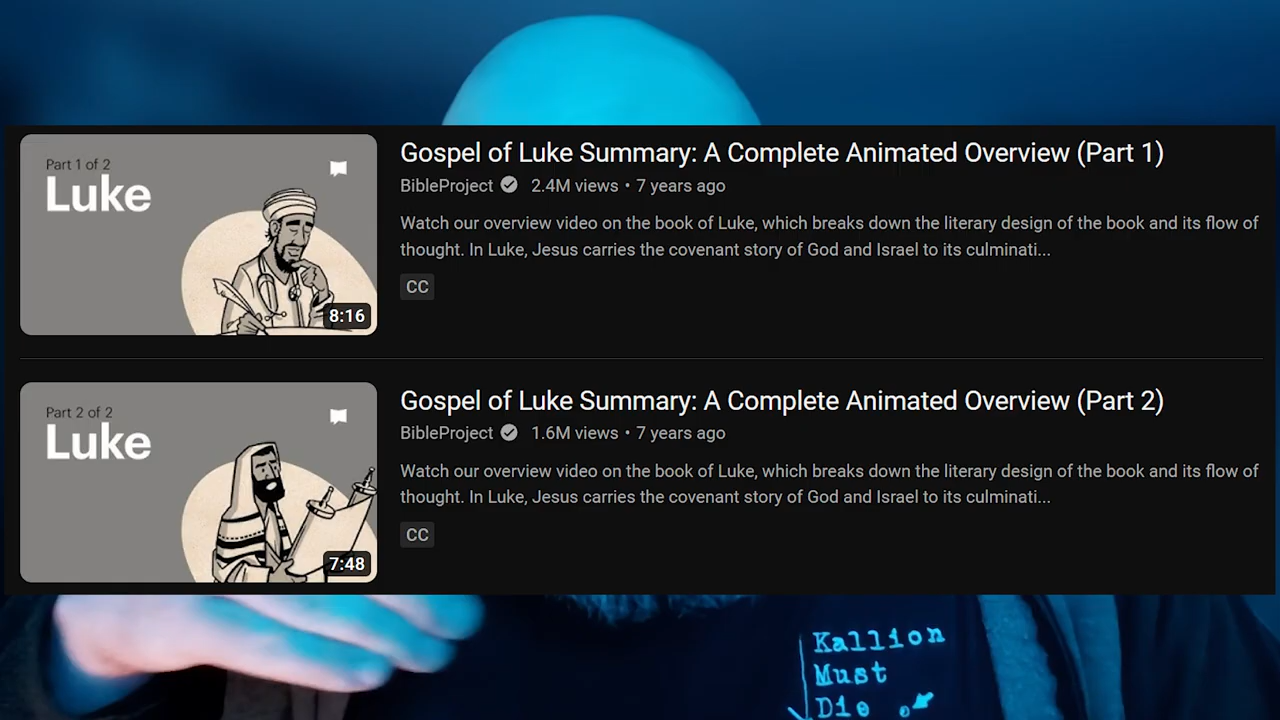 Part 1 of 2
Luke
8:16
Gospel of Luke Summary: A Complete Animated Overview (Part 1)
BibleProject 2.4M views • 7 years ago
Watch our overview video on the book of Luke, which breaks down the literary design of the book and its flow of
thought. In Luke, Jesus carries the covenant story of God and Israel to its culminati...
CC
Part 2 of 2
Luke
7:48
Gospel of Luke Summary: A Complete Animated Overview (Part 2)
BibleProject 1.6M views • 7 years ago
Watch our overview video on the book of Luke, which breaks down the literary design of the book and its flow of
thought. In Luke, Jesus carries the covenant story of God and Israel to its culminati...
CC
Kallion
Must
Die